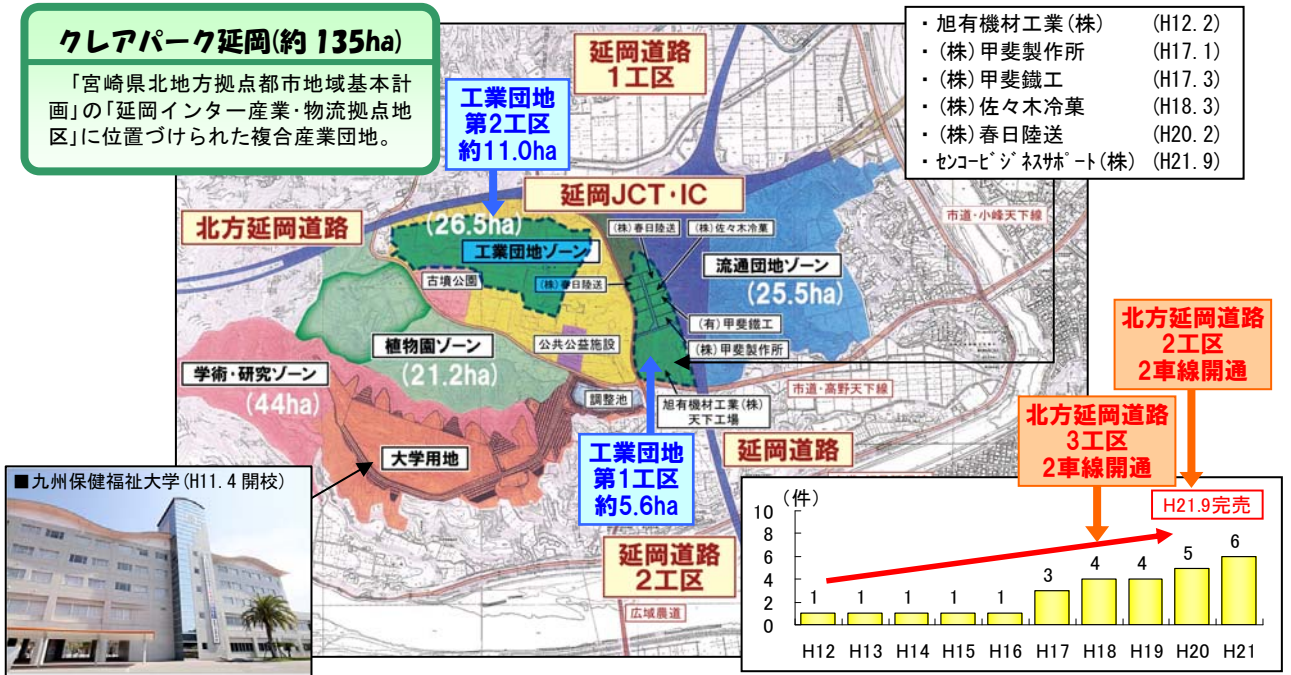 クレアパーク延岡(約135ha)
「宮崎県北地方拠点都市地域基本計
画」の「延岡インター産業・物流拠点地
区」に位置づけられた複合産業団地。
・旭有機材工業(株) (H12.2)
・(株)甲斐製作所 (H17.1)
・(株)甲斐鐵工 (H17.3)
・(株)佐々木冷菓 (H18.3)
・(株)春日陸送 (H20.2)
・ｾﾝｺｰﾋﾞｼﾞﾈｽｻﾎﾟｰﾄ(株) (H21.9)
延岡道路
1工区
工業団地
第2工区
約11.0ha
延岡JCT・IC
北方延岡道路
(26.5ha)
工業団地ゾーン
(株)春日陸送
(株)佐々木冷菓
市道・小峰天下線
流通団地ゾーン
(25.5ha)
古墳公園
(株)春日陸送
(有)甲斐鐵工
(株)甲斐製作所
植物園ゾーン
(21.2ha)
公共公益施設
学術・研究ゾーン
(44ha)
調整池
旭有機材工業(株)
天下工場
市道・高野天下線
大学用地
工業団地
第1工区
約5.6ha
延岡道路
延岡道路
2工区
広域農道
北方延岡道路
2工区
2車線開通
北方延岡道路
3工区
2車線開通
■九州保健福祉大学(H11.4開校)
(件)
H21.9完売
10
8
6
4
2
0
1 1 1 1 1 3 4 4 5 6
H12 H13 H14 H15 H16 H17 H18 H19 H20 H21